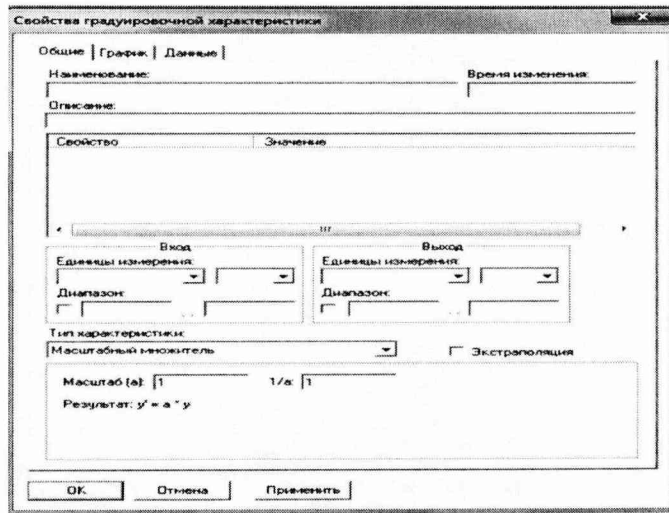 Свойства градуировочной характеристики
Общие График Данные
Наименование: Время изменения:
Описание:
Свойство Значение
Вход Выход
Единицы измерения: Единицы измерения:
Диапазон: Диапазон:
.. ..
Тип характеристики:
Масштабный множитель Экстраполяция
Масштаб (a): 1 1/a: 1
Результат: y' = a * y
OK Отмена Применить